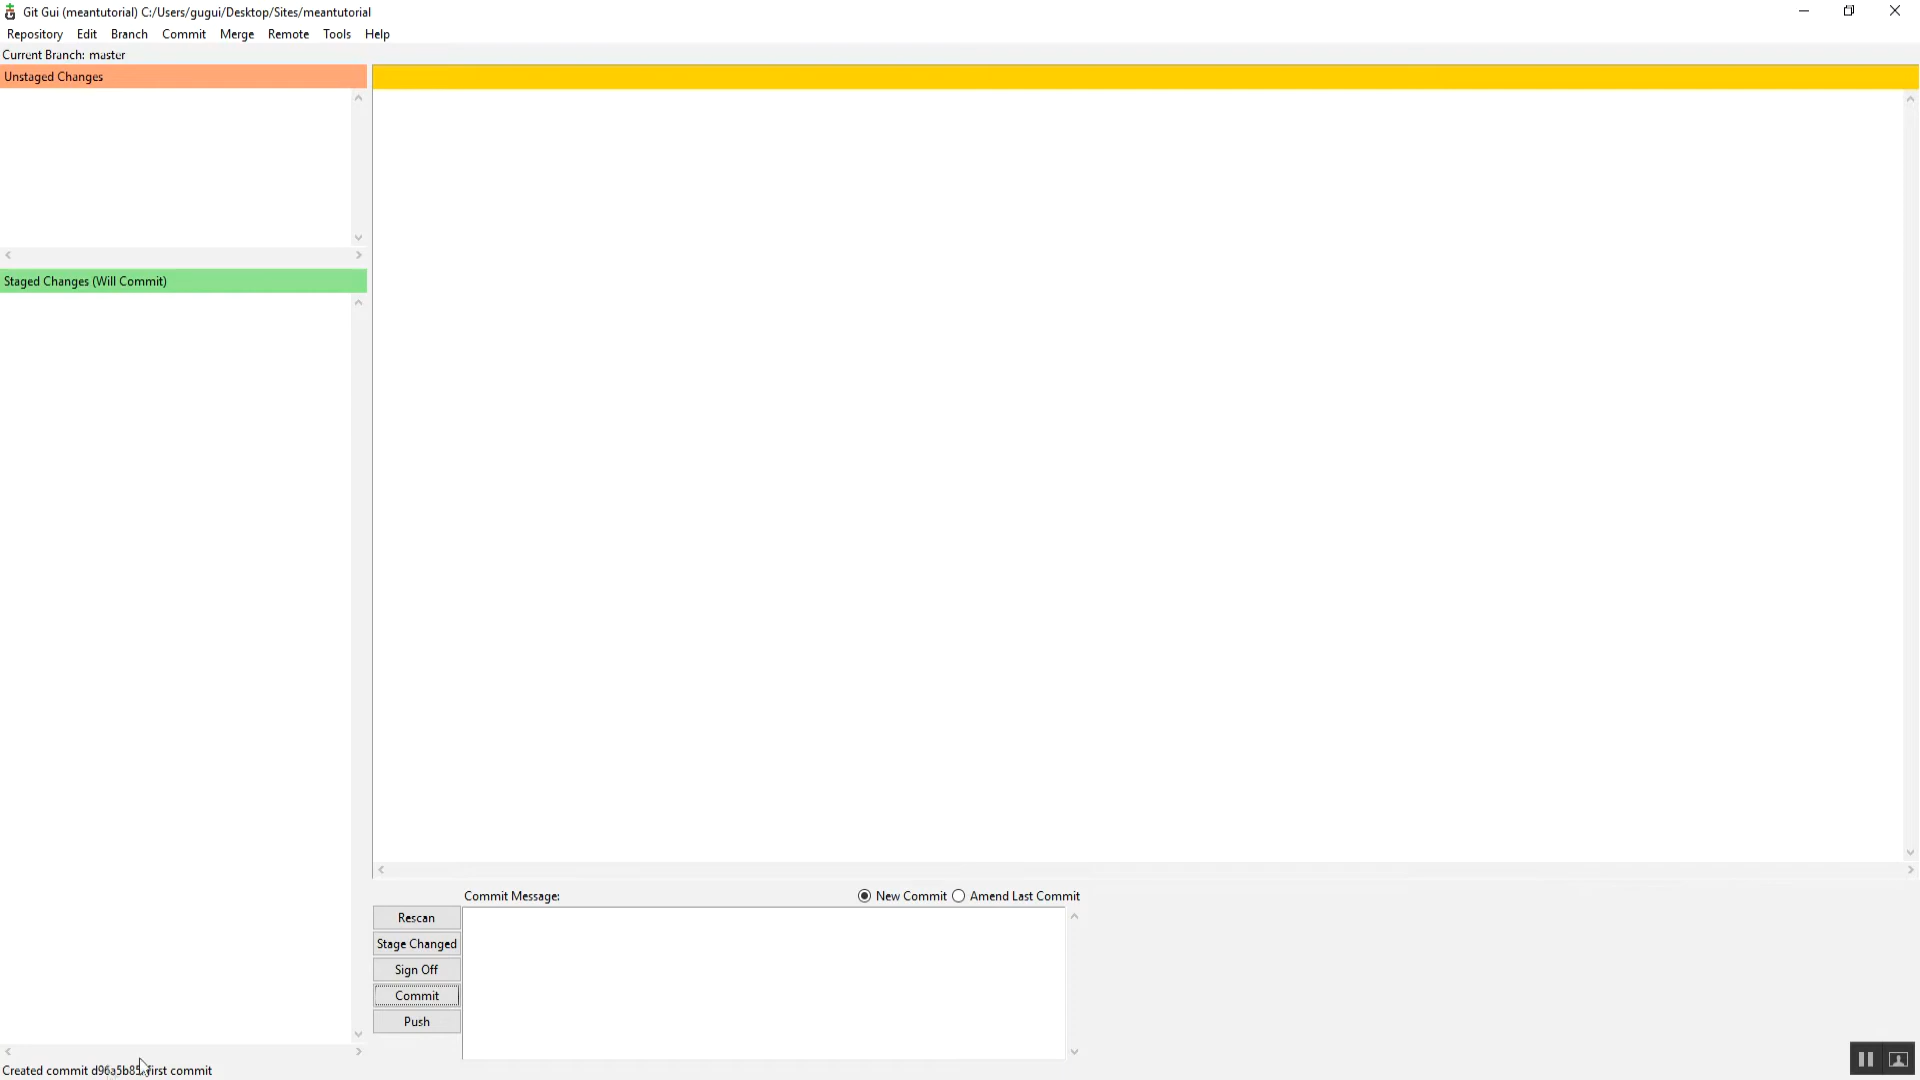 Git Gui (meantutorial) C:/Users/gugui/Desktop/Sites/meantutorial
Repository Edit Branch Commit Merge Remote Tools Help
Current Branch: master
Unstaged Changes
Staged Changes (Will Commit)
Commit Message:
New Commit
Amend Last Commit
Rescan
Stage Changed
Sign Off
Commit
Push
Created commit d96a5b85: first commit